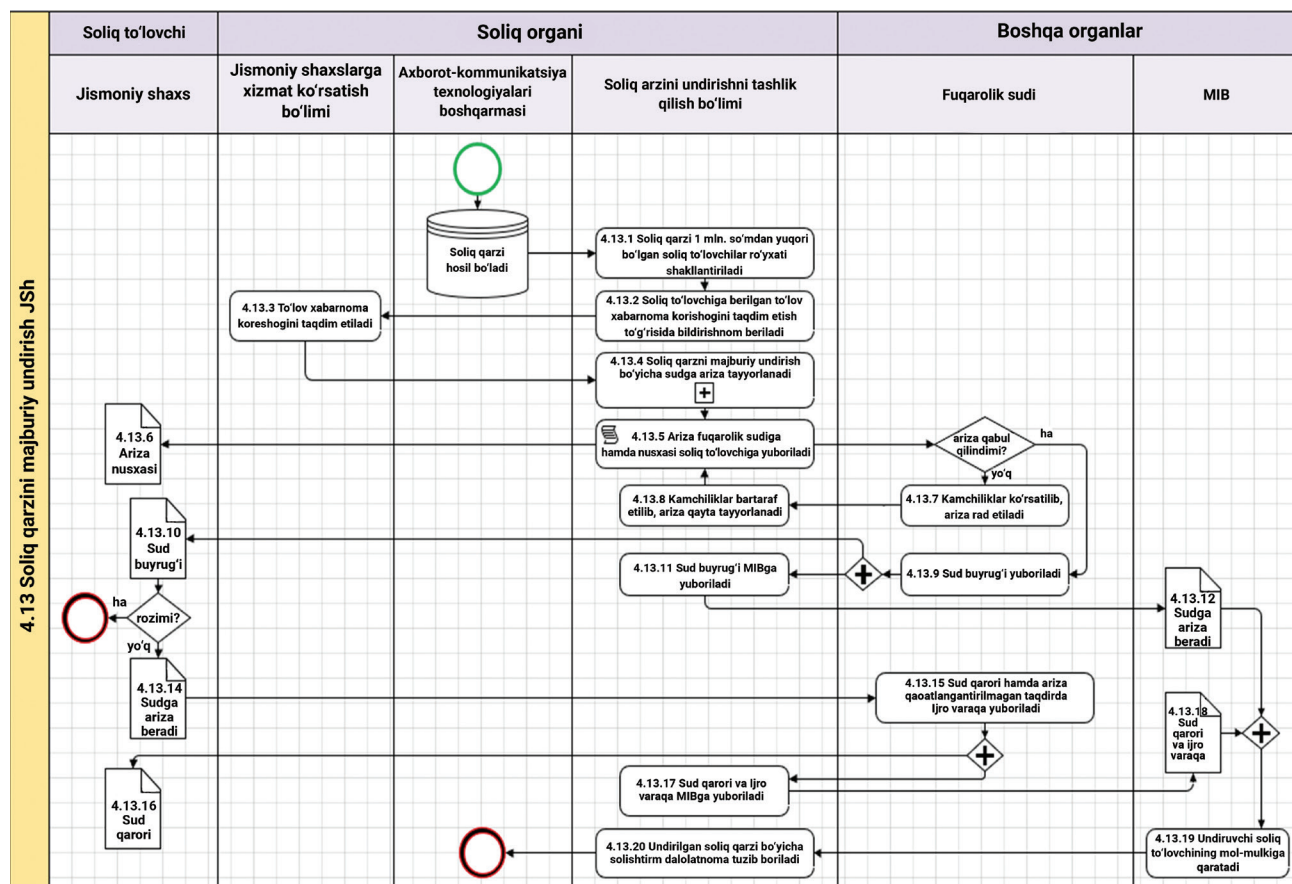 4.13 Soliq qarzini majburiy undirish JSh
Soliq to'lovchi
Soliq organi
Boshqa organlar
Jismoniy shaxs
Jismoniy shaxslarga
xizmat ko'rsatish
bo'limi
Axborot-kommunikatsiya
texnologiyalari
boshqarmasi
Soliq arzini undirishni tashlik
qilish bo'limi
Fuqarolik sudi
MIB
Soliq qarzi
hosil bo'ladi
4.13.1 Soliq qarzi 1 mln. so'mdan yuqori
bo'lgan soliq to'lovchilar ro'yxati
shakllantiriladi
4.13.2 Soliq to'lovchiga berilgan to'lov
xabarnoma korishogini taqdim etish
to'g'risida bildirishnom beriladi
4.13.3 To'lov xabarnoma
koreshogini taqdim etiladi
4.13.4 Soliq qarzni majburiy undirish
bo'yicha sudga ariza tayyorlanadi
4.13.5 Ariza fuqarolik sudiga
hamda nusxasi soliq to'lovchiga yuboriladi
4.13.6
Ariza
nusxasi
ariza qabul
qilindimi?
ha
yo'q
4.13.7 Kamchiliklar ko'rsatilib,
ariza rad etiladi
4.13.8 Kamchiliklar bartaraf
etilib, ariza qayta tayyorlanadi
4.13.10
Sud
buyrug'i
4.13.11 Sud buyrug'i MIBga
yuboriladi
4.13.9 Sud buyrug'i yuboriladi
4.13.12
Sudga
ariza
beradi
ha
rozimi?
yo'q
4.13.14
Sudga
ariza
beradi
4.13.15 Sud qarori hamda ariza
qaoatlangantirilmagan taqdirda
Ijro varaqa yuboriladi
4.13.18
Sud
qarori
va ijro
varaqa
4.13.16
Sud
qarori
4.13.17 Sud qarori va Ijro
varaqa MIBga yuboriladi
4.13.19 Undiruvchi soliq
to'lovchining mol-mulkiga
qaratadi
4.13.20 Undirilgan soliq qarzi bo'yicha
solishtirm dalolatnoma tuzib boriladi